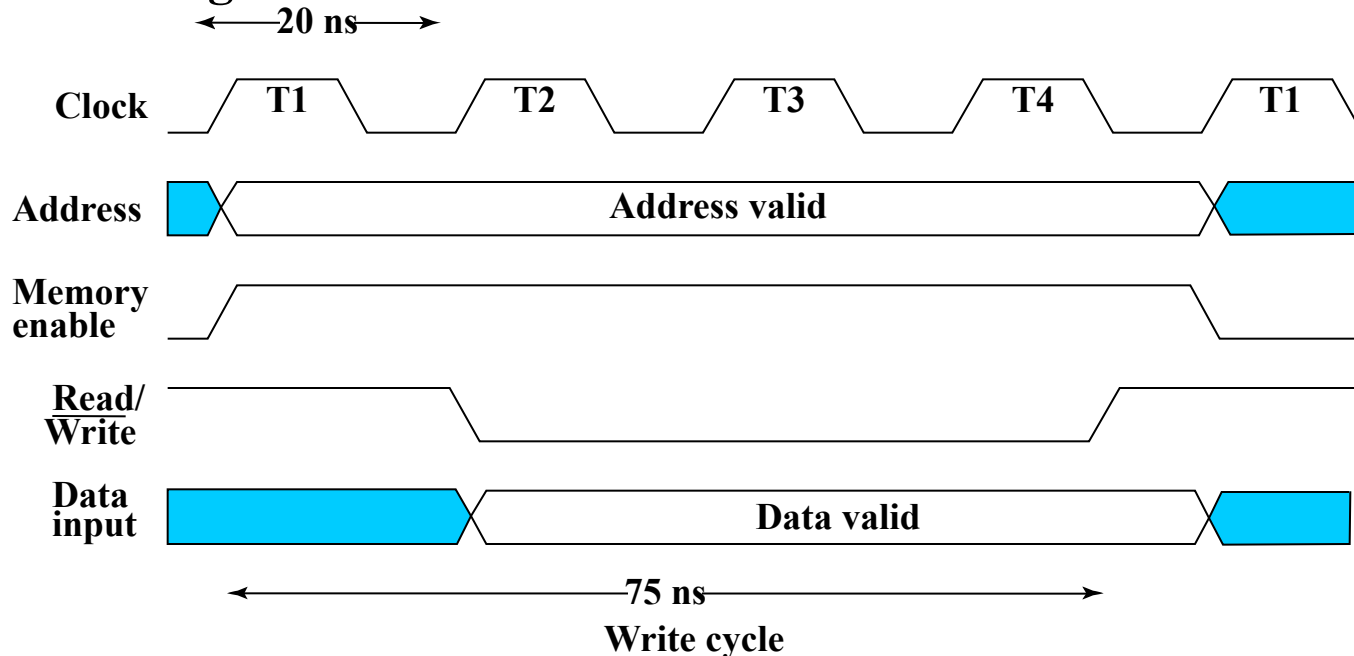 20 ns
Clock T1 T2 T3 T4 T1
Address Address valid
Memory
enable
Read/
Write
Data
input Data valid
75 ns
Write cycle